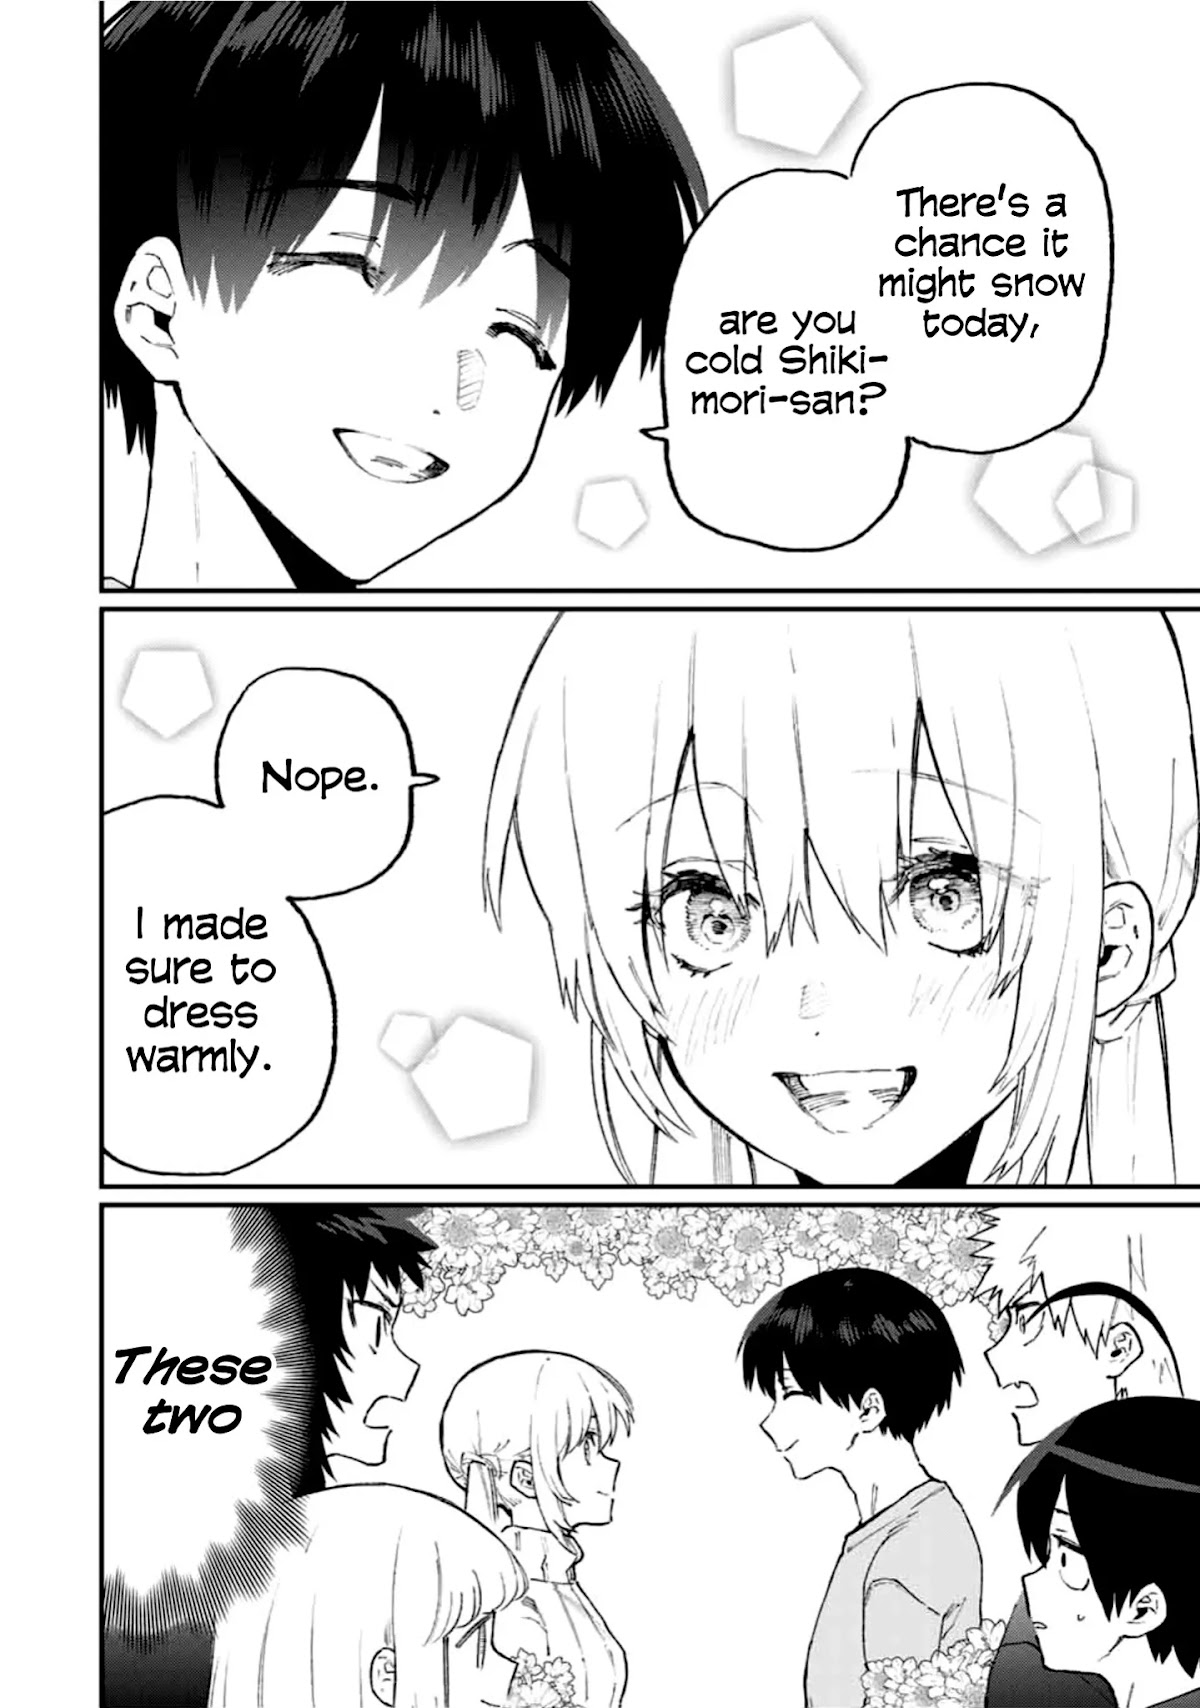 There's a
chance it
might snow
today,
are you
cold Shiki-
mori-san?
Nope.
I made
sure to
dress
warmly.
These
two